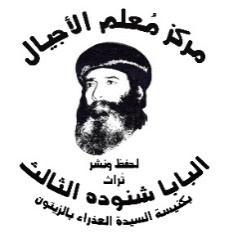 مركز مُعلم الأجيال
لحفظ ونشر
تراث
البابا شنوده الثالث
بكنيسة السيدة العذراء بالزيتون